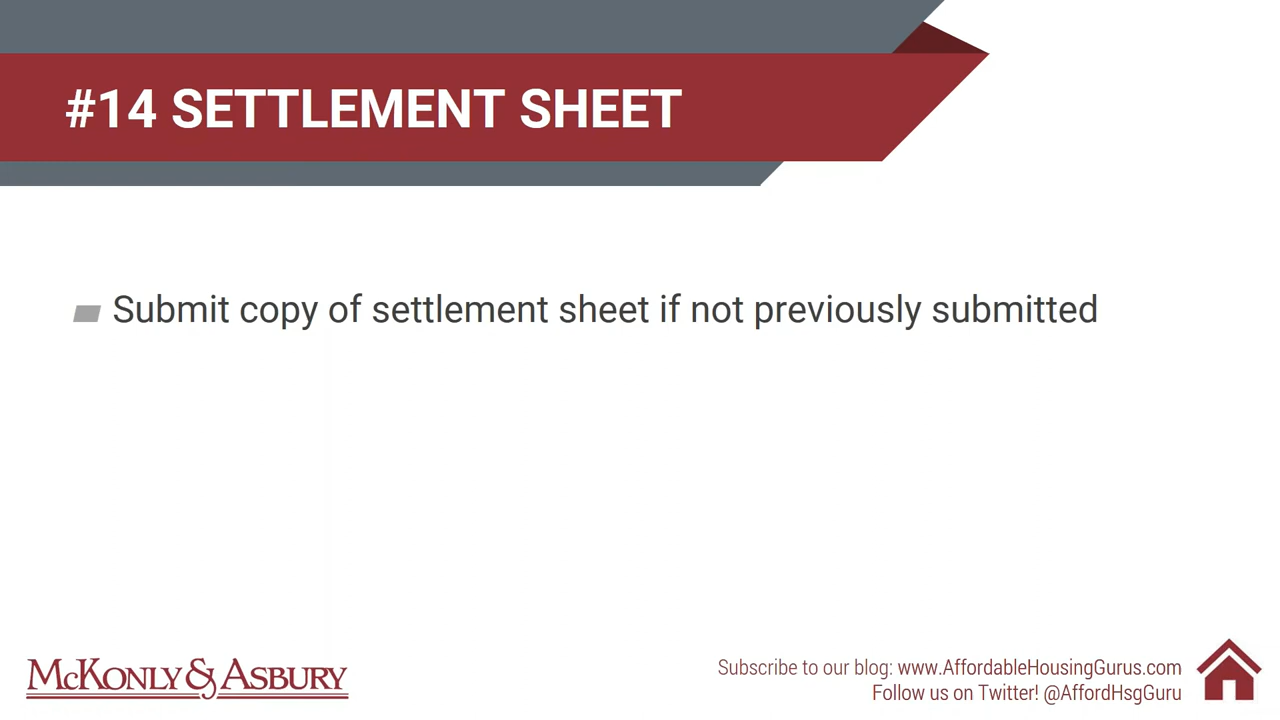 #14 SETTLEMENT SHEET
Submit copy of settlement sheet if not previously submitted
McKonly & Asbury
Subscribe to our blog: www.AffordableHousingGurus.com
Follow us on Twitter! @AffordHsgGuru